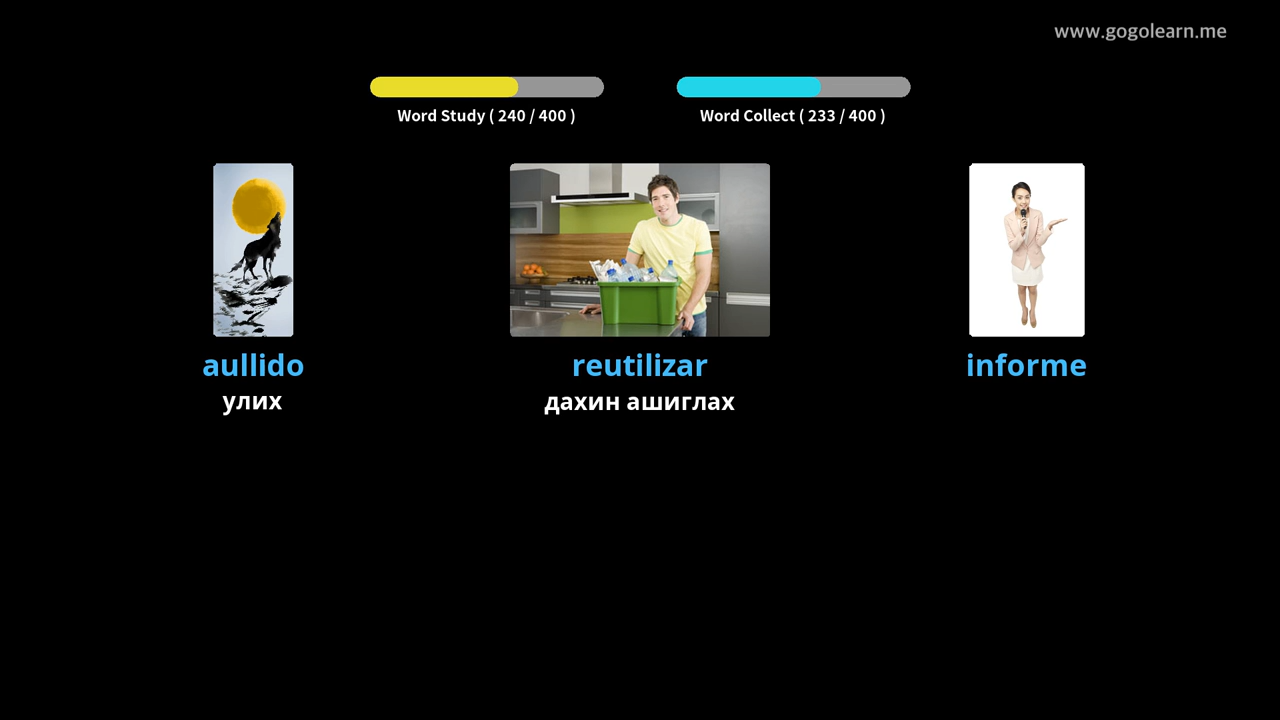 www.gogolearn.me
Word Study ( 240 / 400 )
Word Collect ( 233 / 400 )
aullido
улих
reutilizar
дахин ашиглах
informe